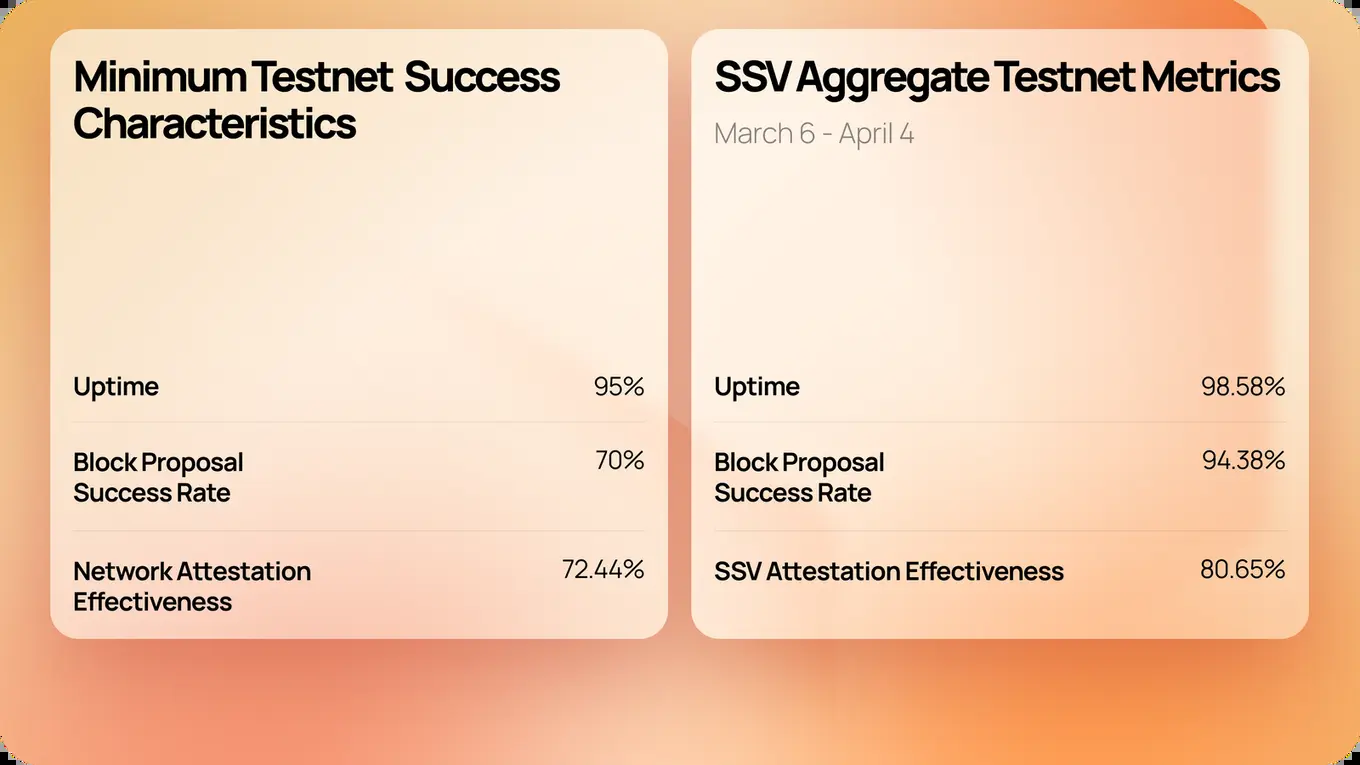 Minimum Testnet Success
Characteristics
Uptime 95%
Block Proposal 70%
Success Rate
Network Attestation 72.44%
Effectiveness
SSV Aggregate Testnet Metrics
March 6 - April 4
Uptime 98.58%
Block Proposal 94.38%
Success Rate
SSV Attestation Effectiveness 80.65%